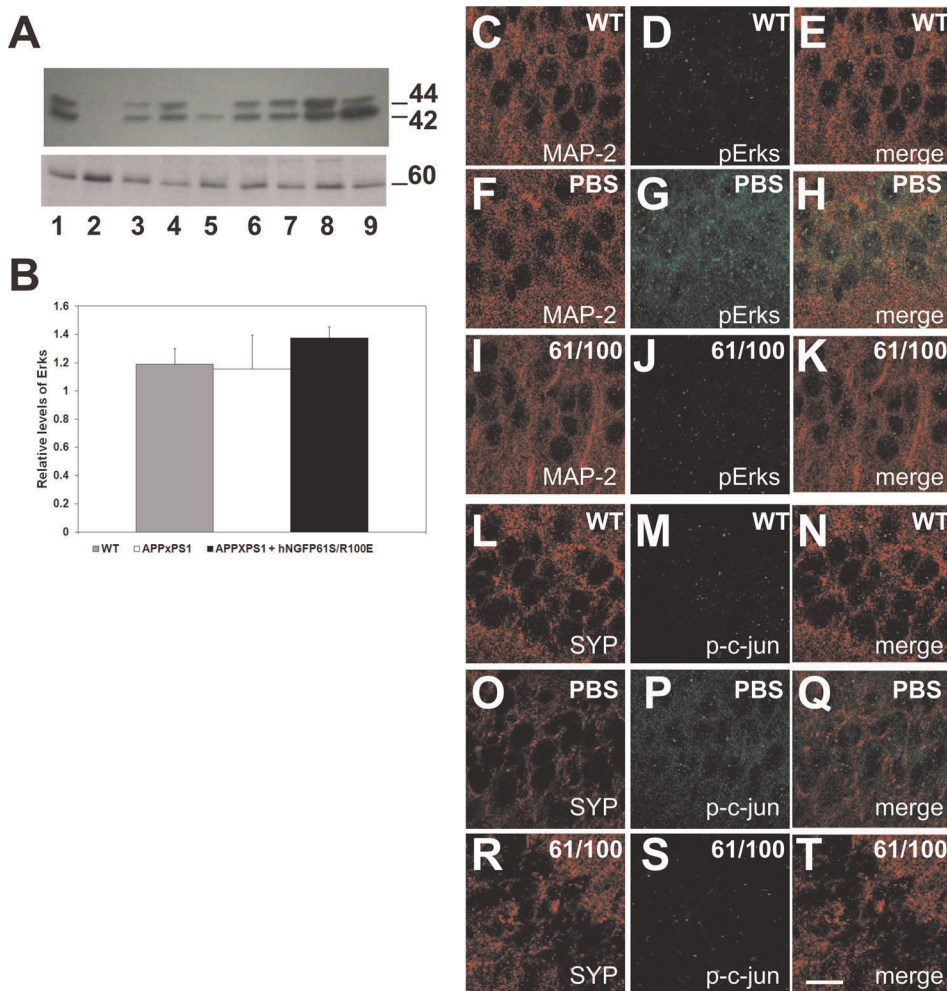 A
44
42
60
1 2 3 4 5 6 7 8 9
B
Relative levels of Erks
1.6
1.4
1.2
1
0.8
0.6
0.4
0.2
0
WT APPxPS1 APPXPS1 + hNGFP61S/R100E
C WT MAP-2
D WT pErks
E WT merge
F PBS MAP-2
G PBS pErks
H PBS merge
I 61/100 MAP-2
J 61/100 pErks
K 61/100 merge
L WT SYP
M WT p-c-jun
N WT merge
O PBS SYP
P PBS p-c-jun
Q PBS merge
R 61/100 SYP
S 61/100 p-c-jun
T 61/100 merge